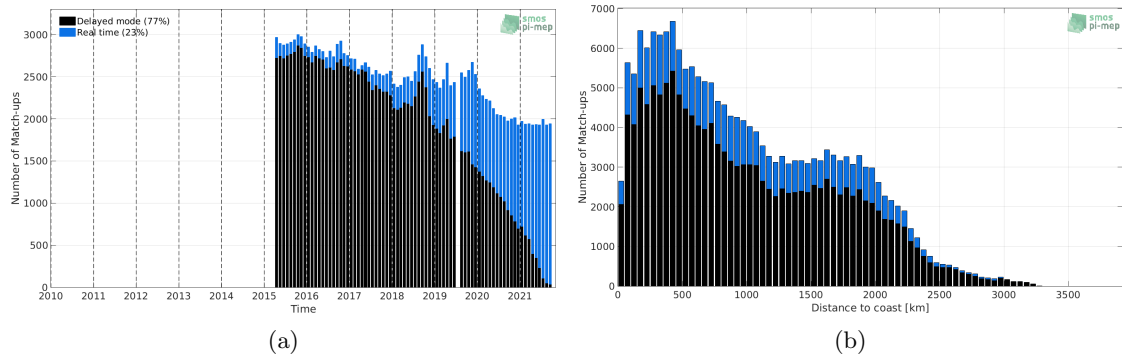 Delayed mode (77%)
Real time (23%)
smos
pi-mep
Number of Match-ups
3000
2500
2000
1500
1000
500
0
2010 2011 2012 2013 2014 2015 2016 2017 2018 2019 2020 2021
Time
(a)
smos
pi-mep
Number of Match-ups
7000
6000
5000
4000
3000
2000
1000
0
0 500 1000 1500 2000 2500 3000 3500
Distance to coast [km]
(b)